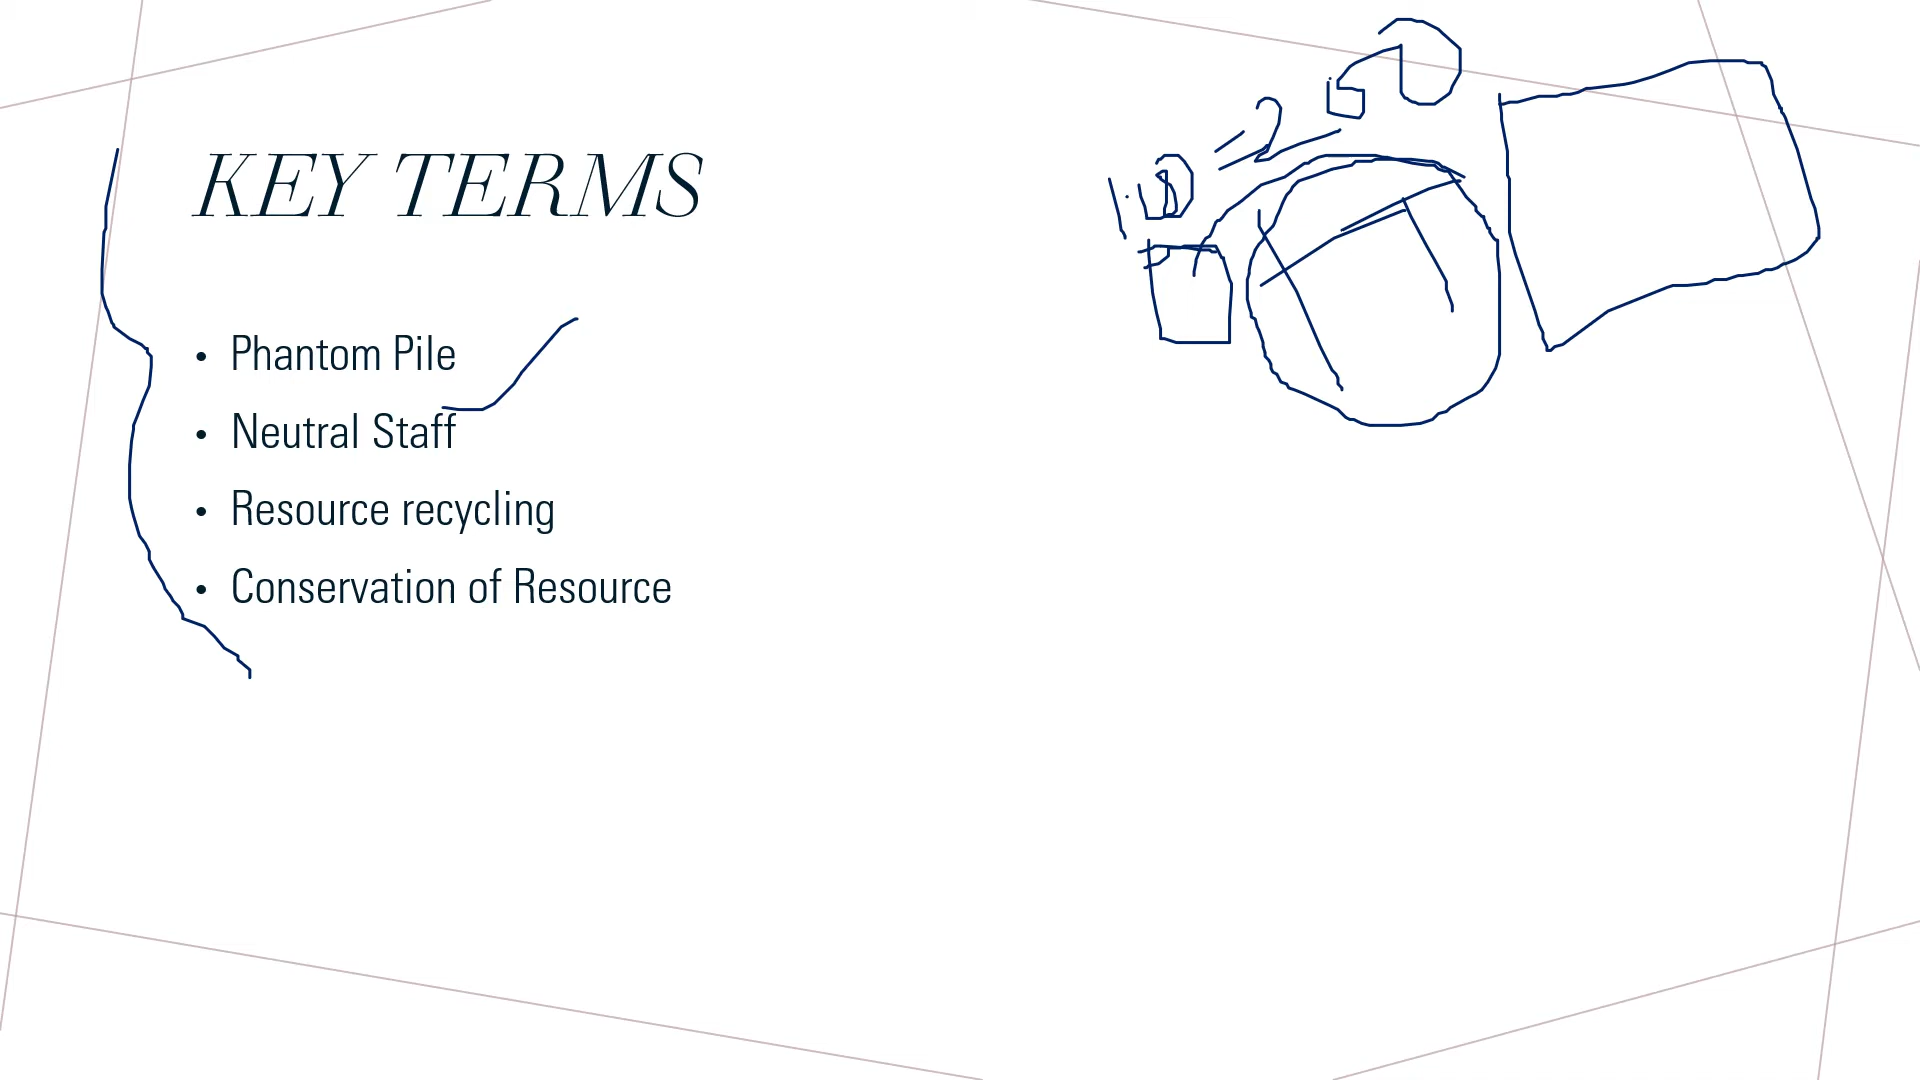 KEY TERMS
• Phantom Pile
• Neutral Staff
• Resource recycling
• Conservation of Resource